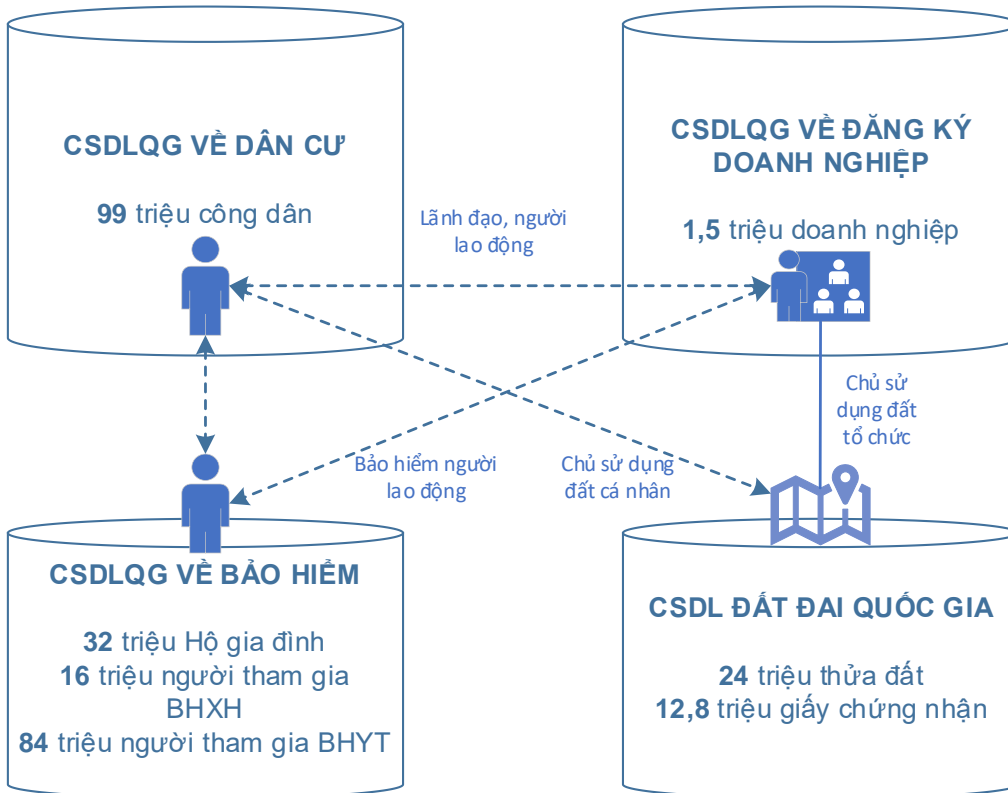 CSDLQG VỀ DÂN CƯ
99 triệu công dân
CSDLQG VỀ ĐĂNG KÝ
DOANH NGHIỆP
1,5 triệu doanh nghiệp
Lãnh đạo, người
lao động
Chủ sử
dụng đất
tổ chức
Bảo hiểm người
lao động
Chủ sử dụng
đất cá nhân
CSDLQG VỀ BẢO HIỂM
32 triệu Hộ gia đình
16 triệu người tham gia
BHXH
84 triệu người tham gia BHYT
CSDL ĐẤT ĐAI QUỐC GIA
24 triệu thửa đất
12,8 triệu giấy chứng nhận